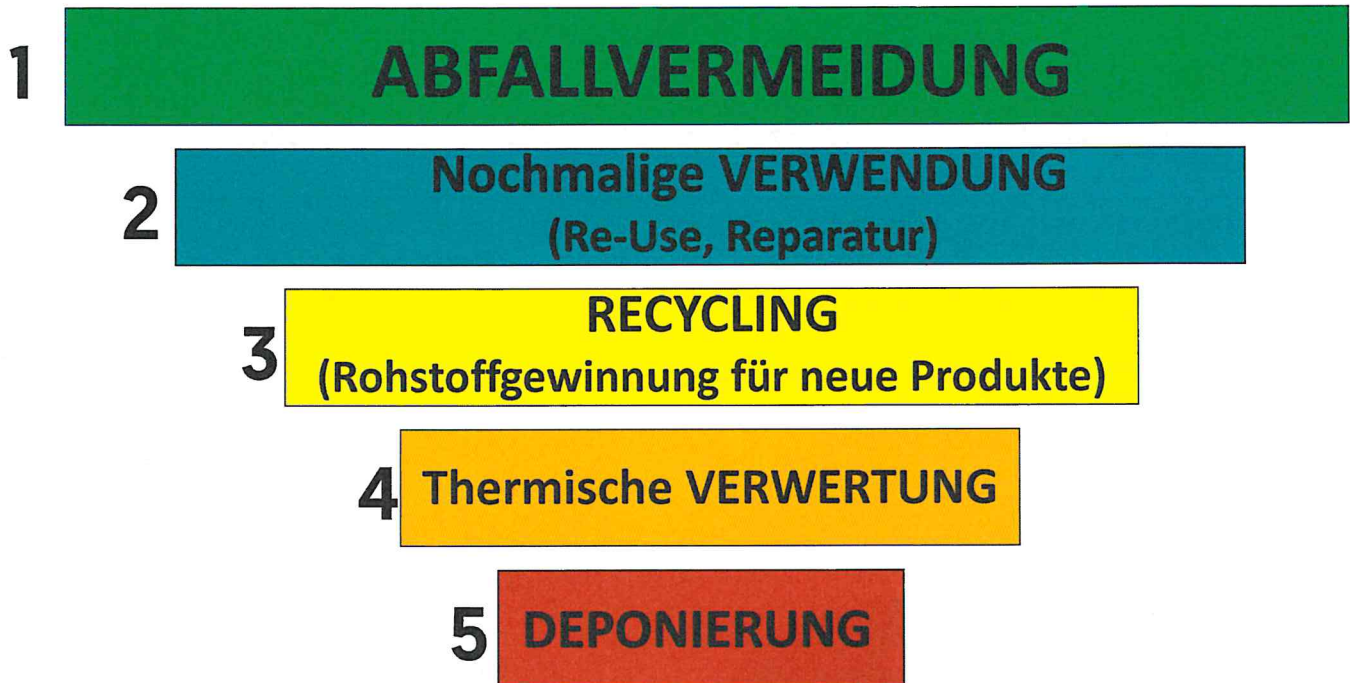 1 ABFALLVERMEIDUNG
2 Nochmalige VERWENDUNG
(Re-Use, Reparatur)
3 RECYCLING
(Rohstoffgewinnung für neue Produkte)
4 Thermische VERWERTUNG
5 DEPONIERUNG